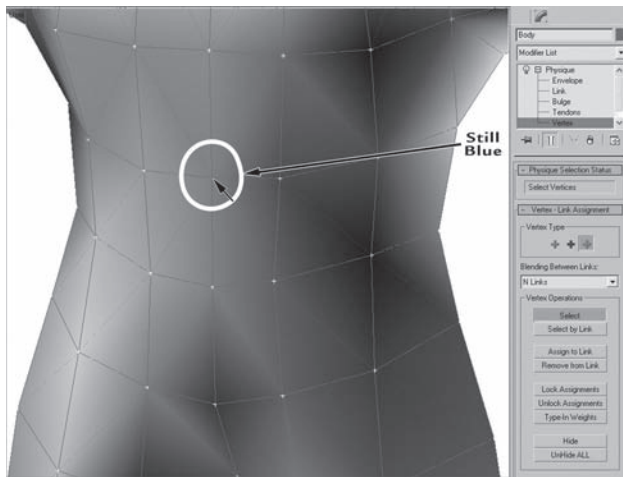 Still
Blue
Body
Modifier List
Physique
Envelope
Link
Bulge
Tendons
Vertex
- Physique Selection Status
Select Vertices
- Vertex - Link Assignment
Vertex Type
Blending Between Links:
N Links
Vertex Operations
Select
Select by Link
Assign to Link
Remove from Link
Lock Assignments
Unlock Assignments
Type-In Weights
Hide
UnHide ALL